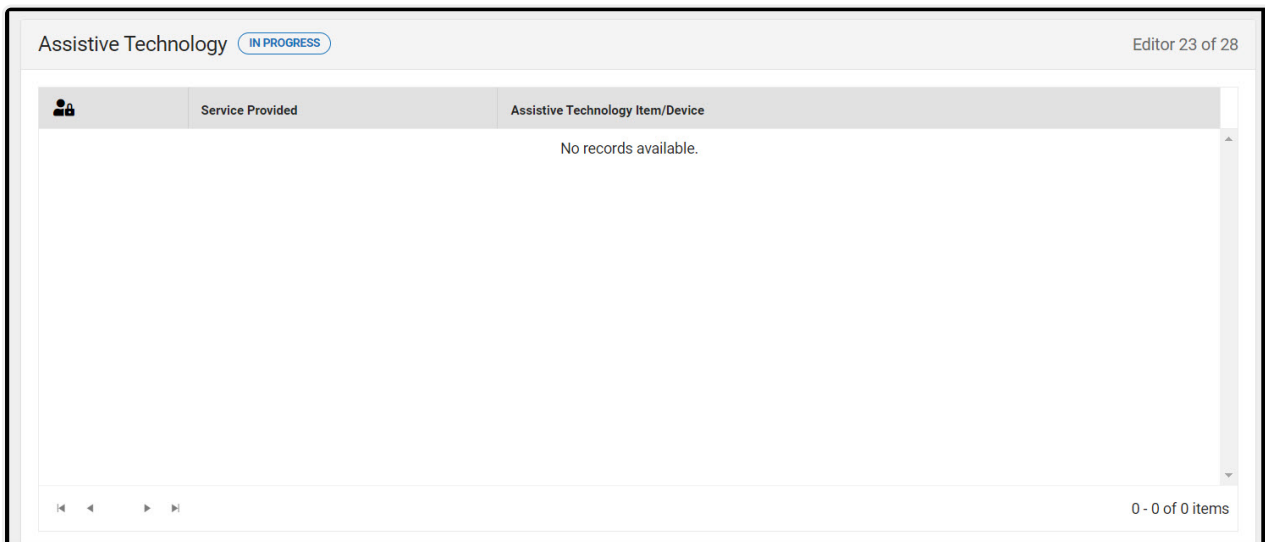 Assistive Technology IN PROGRESS Editor 23 of 28
Service Provided Assistive Technology Item/Device
No records available.
0 - 0 of 0 items